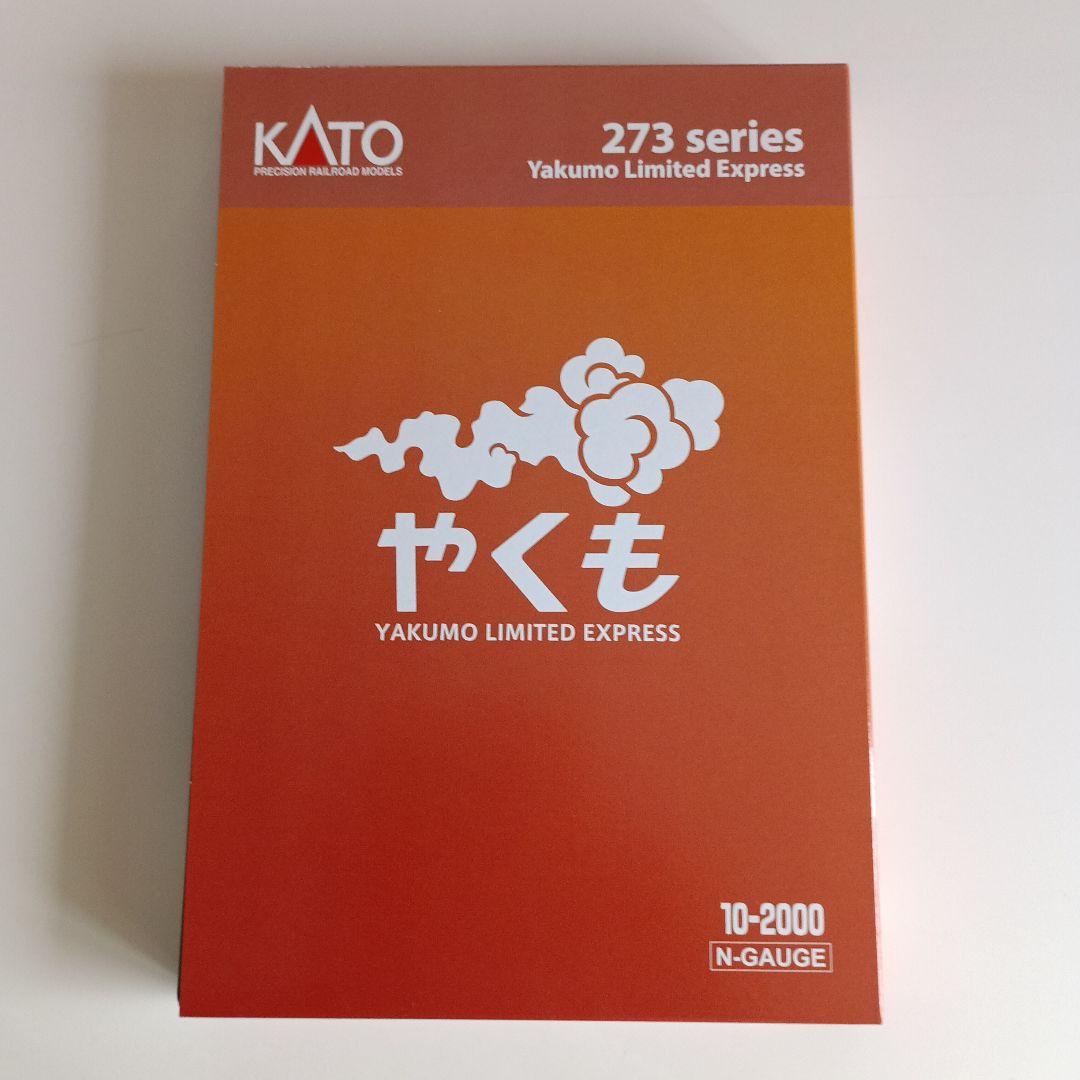 KATO
PRECISION RAILROAD MODELS
273 series
Yakumo Limited Express
やくも
YAKUMO LIMITED EXPRESS
10-2000
N-GAUGE